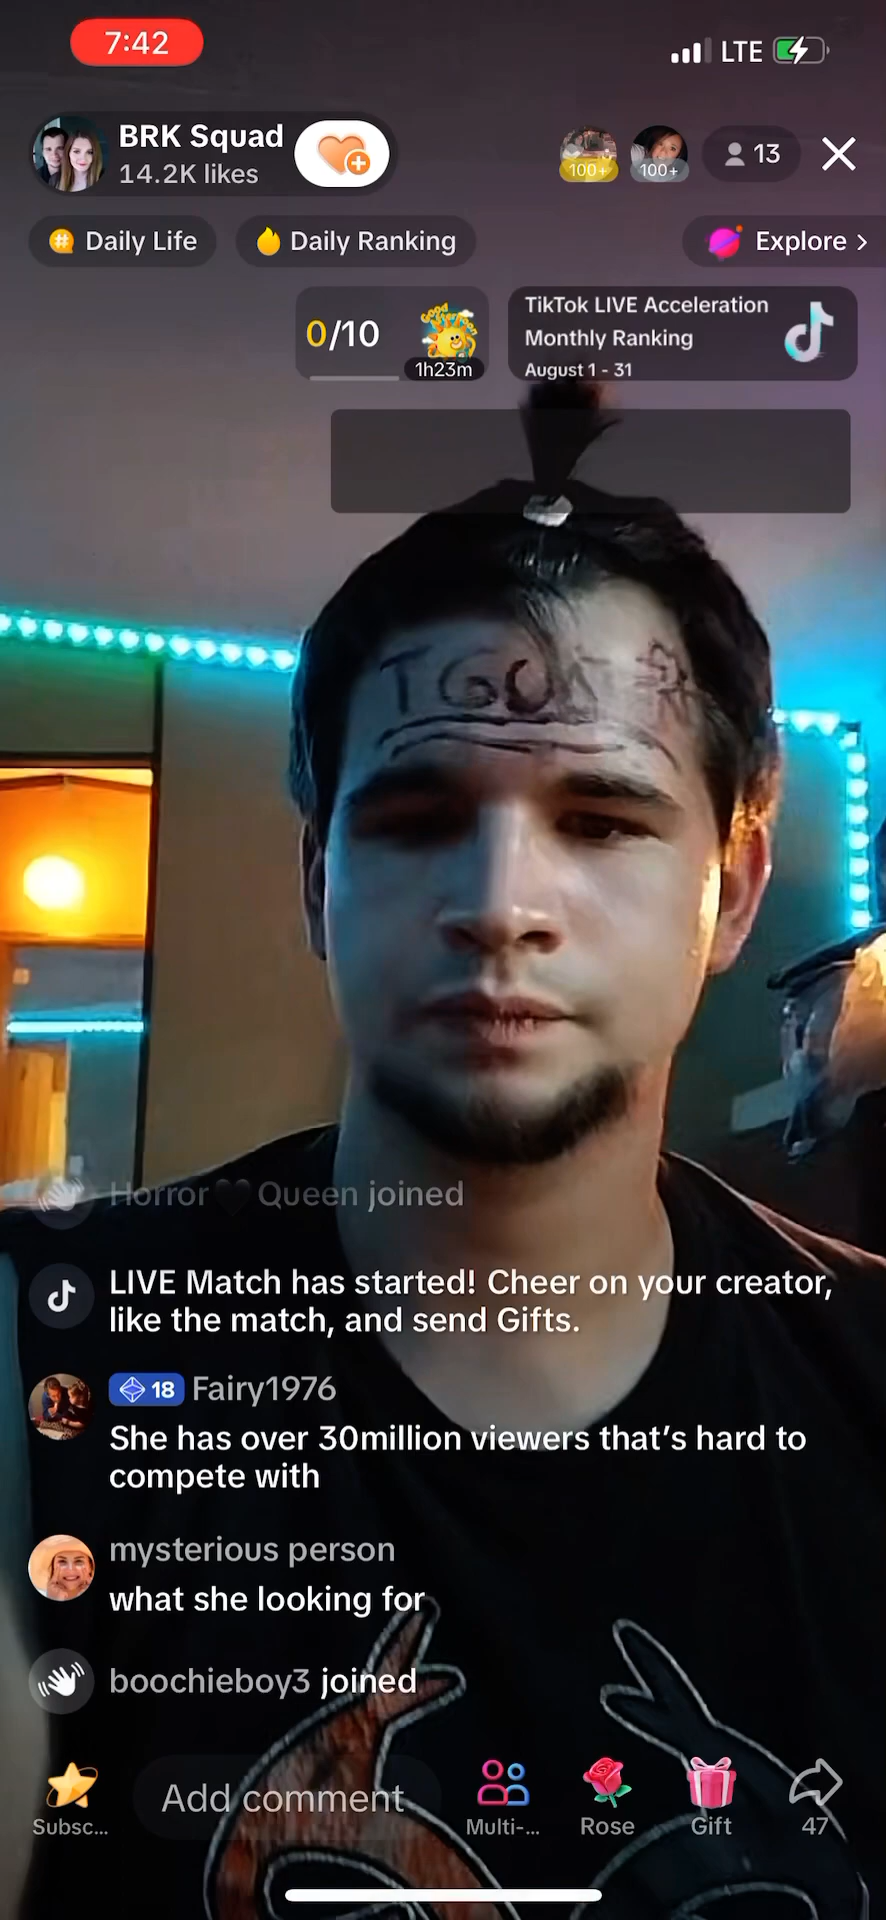 7:42
LTE
BRK Squad
14.2K likes
100+
100+
13
Daily Life
Daily Ranking
Explore >
0/10
1h23m
TikTok LIVE Acceleration
Monthly Ranking
August 1 - 31
Horror🖤Queen joined
LIVE Match has started! Cheer on your creator,
like the match, and send Gifts.
18 Fairy1976
She has over 30million viewers that's hard to
compete with
mysterious person
what she looking for
boochieboy3 joined
Add comment
Subsc...
Multi-...
Rose
Gift
47